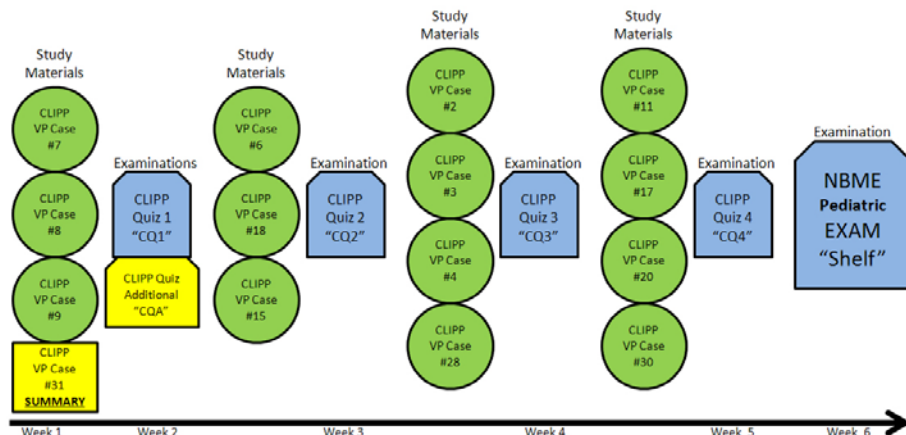 Study
Materials
CLIPP
VP Case
#7
CLIPP
VP Case
#8
CLIPP
VP Case
#9
CLIPP
VP Case
#31
SUMMARY
Examinations
CLIPP
Quiz 1
“CQ1”
CLIPP Quiz
Additional
“CQA”
Study
Materials
CLIPP
VP Case
#6
CLIPP
VP Case
#18
CLIPP
VP Case
#15
Examination
CLIPP
Quiz 2
“CQ2”
Study
Materials
CLIPP
VP Case
#2
CLIPP
VP Case
#3
CLIPP
VP Case
#4
CLIPP
VP Case
#28
Examination
CLIPP
Quiz 3
“CQ3”
Study
Materials
CLIPP
VP Case
#11
CLIPP
VP Case
#17
CLIPP
VP Case
#20
CLIPP
VP Case
#30
Examination
CLIPP
Quiz 4
“CQ4”
Examination
NBME
Pediatric
EXAM
“Shelf”
Week 1 Week 2 Week 3 Week 4 Week 5 Week 6